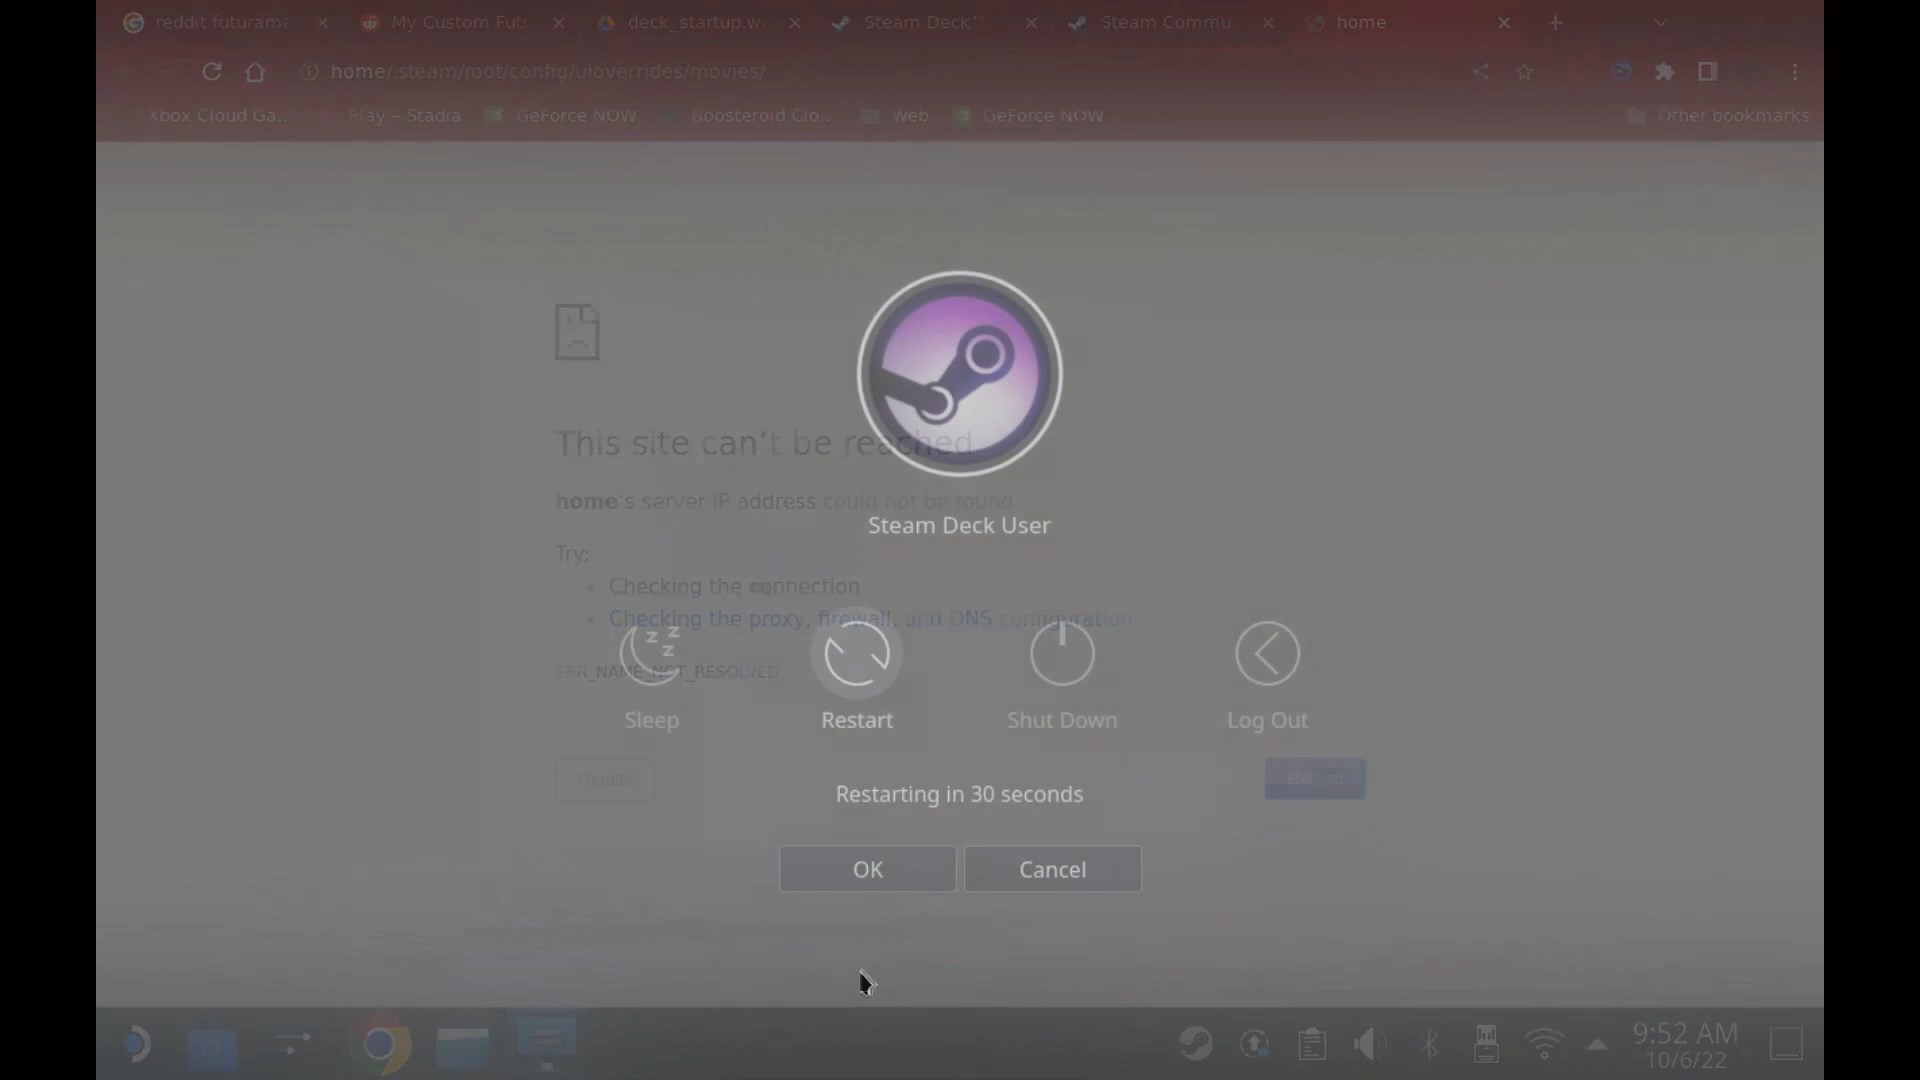 reddit futurama
My Custom Fut
deck_startup.w
Steam Deck'
Steam Commu
home
home/.steam/root/config/uioverrides/movies/
Xbox Cloud Ga..
Play – Stadia
GeForce NOW
Boosteroid Clo..
Web
GeForce NOW
Other bookmarks
This site can't be reached
home's server IP address could not be found.
Steam Deck User
Try:
• Checking the connection
• Checking the proxy, firewall, and DNS configuration
ERR_NAME_NOT_RESOLVED
z z z
Sleep
Restart
Shut Down
Log Out
Details
Reload
Restarting in 30 seconds
OK
Cancel
9:52 AM
10/6/22